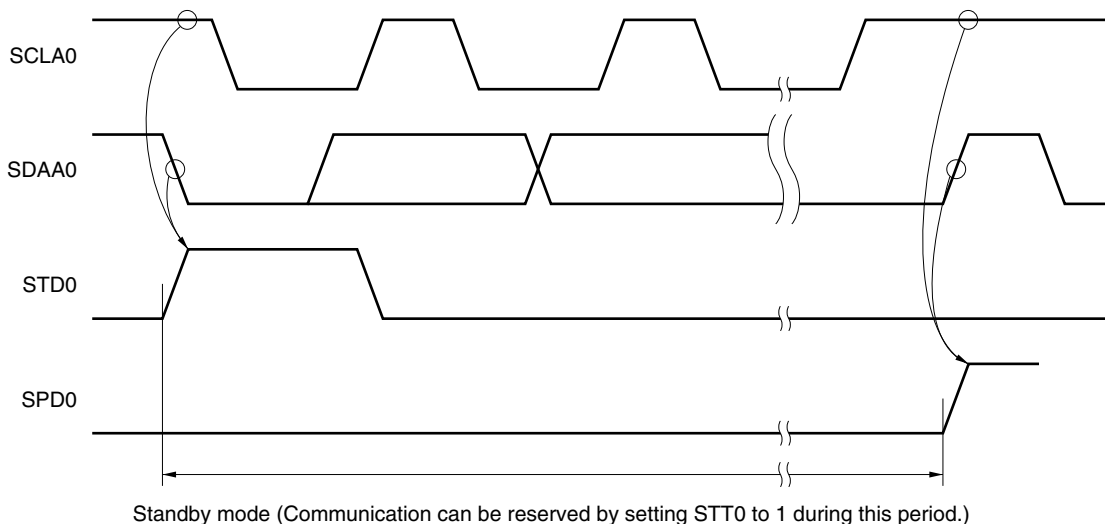 SCLA0
SDAA0
STD0
SPD0
Standby mode (Communication can be reserved by setting STT0 to 1 during this period.)